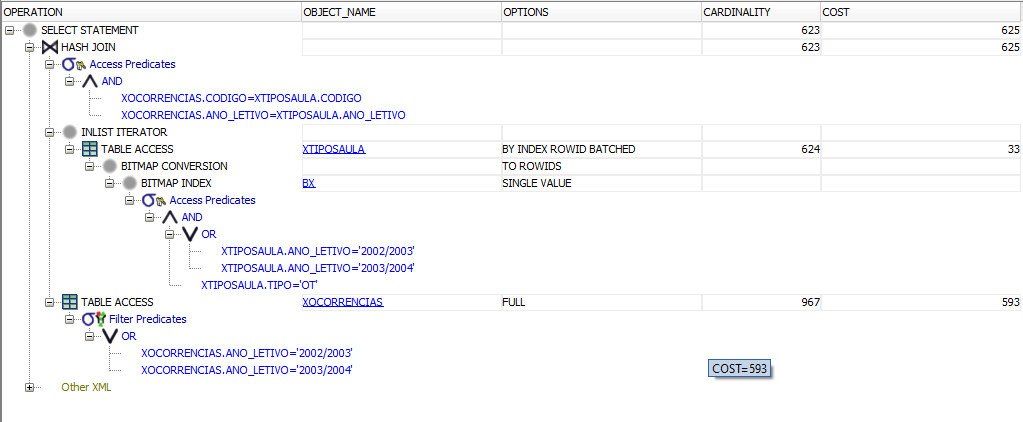 OPERATION OBJECT_NAME OPTIONS CARDINALITY COST
SELECT STATEMENT 623 625
HASH JOIN 623 625
Access Predicates
AND
XOCORRENCIAS.CODIGO=XTIPOSAULA.CODIGO
XOCORRENCIAS.ANO_LETIVO=XTIPOSAULA.ANO_LETIVO
INLIST ITERATOR
TABLE ACCESS XTIPOSAULA BY INDEX ROWID BATCHED 624 33
BITMAP CONVERSION TO ROWIDS
BITMAP INDEX BX SINGLE VALUE
Access Predicates
AND
OR
XTIPOSAULA.ANO_LETIVO='2002/2003'
XTIPOSAULA.ANO_LETIVO='2003/2004'
XTIPOSAULA.TIPO='OT'
TABLE ACCESS XOCORRENCIAS FULL 967 593
Filter Predicates
OR
XOCORRENCIAS.ANO_LETIVO='2002/2003'
XOCORRENCIAS.ANO_LETIVO='2003/2004'
COST=593
Other XML